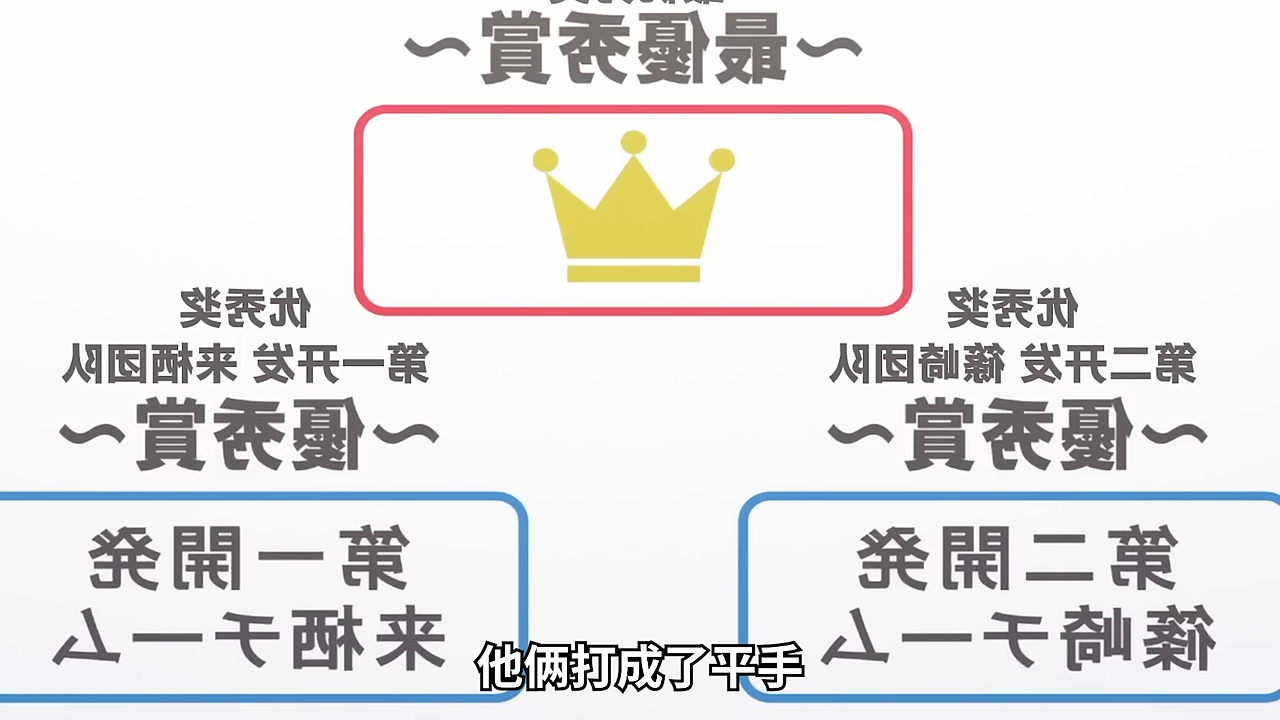 ～最優秀賞～
优秀奖
第二开发 篠崎团队
～優秀賞～
第二開発
篠崎チーム
优秀奖
第一开发 来栖团队
～優秀賞～
第一開発
来栖チーム
他俩打成了平手